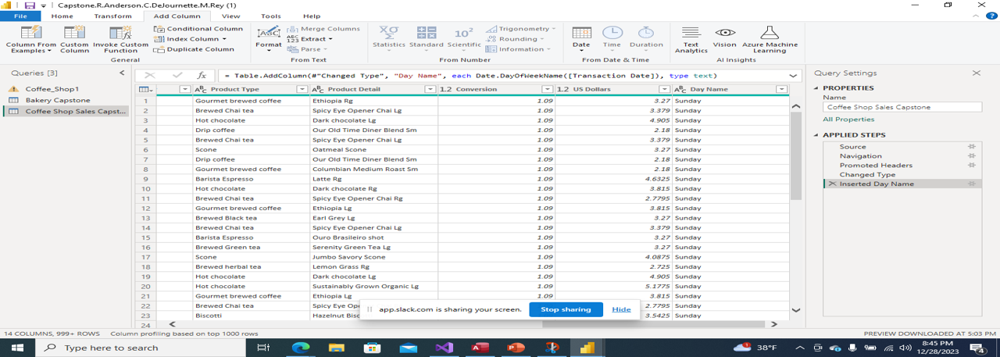 Capstone.R.Anderson.C.DeJournette.M.Rey (1)
File Home Transform Add Column View Tools Help
Column From Examples
Custom Column
Invoke Custom Function
Conditional Column
Index Column
Duplicate Column
General
ABC
Format
Merge Columns
ABC 123 Extract
abc Parse
From Text
XΣ σ
Statistics
Standard
10²
Scientific
Trigonometry
Rounding
Information
From Number
Date
Time
Duration
From Date & Time
Text Analytics
Vision
Azure Machine Learning
AI Insights
Queries [3]
Coffee_Shop1
Bakery Capstone
Coffee Shop Sales Capst...
fx = Table.AddColumn(#"Changed Type", "Day Name", each Date.DayOfWeekName([Transaction Date]), type text)
ABC Product Type ABC Product Detail 1.2 Conversion 1.2 US Dollars ABC Day Name
1 Gourmet brewed coffee Ethiopia Rg 1.09 3.27 Sunday
2 Brewed Chai tea Spicy Eye Opener Chai Lg 1.09 3.379 Sunday
3 Hot chocolate Dark chocolate Lg 1.09 4.905 Sunday
4 Drip coffee Our Old Time Diner Blend Sm 1.09 2.18 Sunday
5 Brewed Chai tea Spicy Eye Opener Chai Lg 1.09 3.379 Sunday
6 Scone Oatmeal Scone 1.09 3.27 Sunday
7 Drip coffee Our Old Time Diner Blend Sm 1.09 2.18 Sunday
8 Gourmet brewed coffee Columbian Medium Roast Sm 1.09 2.18 Sunday
9 Barista Espresso Latte Rg 1.09 4.6325 Sunday
10 Hot chocolate Dark chocolate Rg 1.09 3.815 Sunday
11 Brewed Chai tea Spicy Eye Opener Chai Rg 1.09 2.7795 Sunday
12 Gourmet brewed coffee Ethiopia Lg 1.09 3.815 Sunday
13 Brewed Black tea Earl Grey Lg 1.09 3.27 Sunday
14 Brewed Chai tea Spicy Eye Opener Chai Lg 1.09 3.379 Sunday
15 Barista Espresso Ouro Brasileiro shot 1.09 3.27 Sunday
16 Brewed Green tea Serenity Green Tea Lg 1.09 3.27 Sunday
17 Scone Jumbo Savory Scone 1.09 4.0875 Sunday
18 Brewed herbal tea Lemon Grass Rg 1.09 2.725 Sunday
19 Hot chocolate Dark chocolate Lg 1.09 4.905 Sunday
20 Hot chocolate Sustainably Grown Organic Lg 1.09 5.1775 Sunday
21 Gourmet brewed coffee Ethiopia Lg 1.09 3.815 Sunday
22 Brewed Chai tea Spicy Eye Op 2.7795 Sunday
23 Biscotti Hazelnut Bisc 3.5425 Sunday
24
app.slack.com is sharing your screen. Stop sharing Hide
Query Settings
PROPERTIES
Name
Coffee Shop Sales Capstone
All Properties
APPLIED STEPS
Source
Navigation
Promoted Headers
Changed Type
Inserted Day Name
14 COLUMNS, 999+ ROWS Column profiling based on top 1000 rows PREVIEW DOWNLOADED AT 5:03 PM
Type here to search
1 38°F
8:45 PM
12/28/2023
4